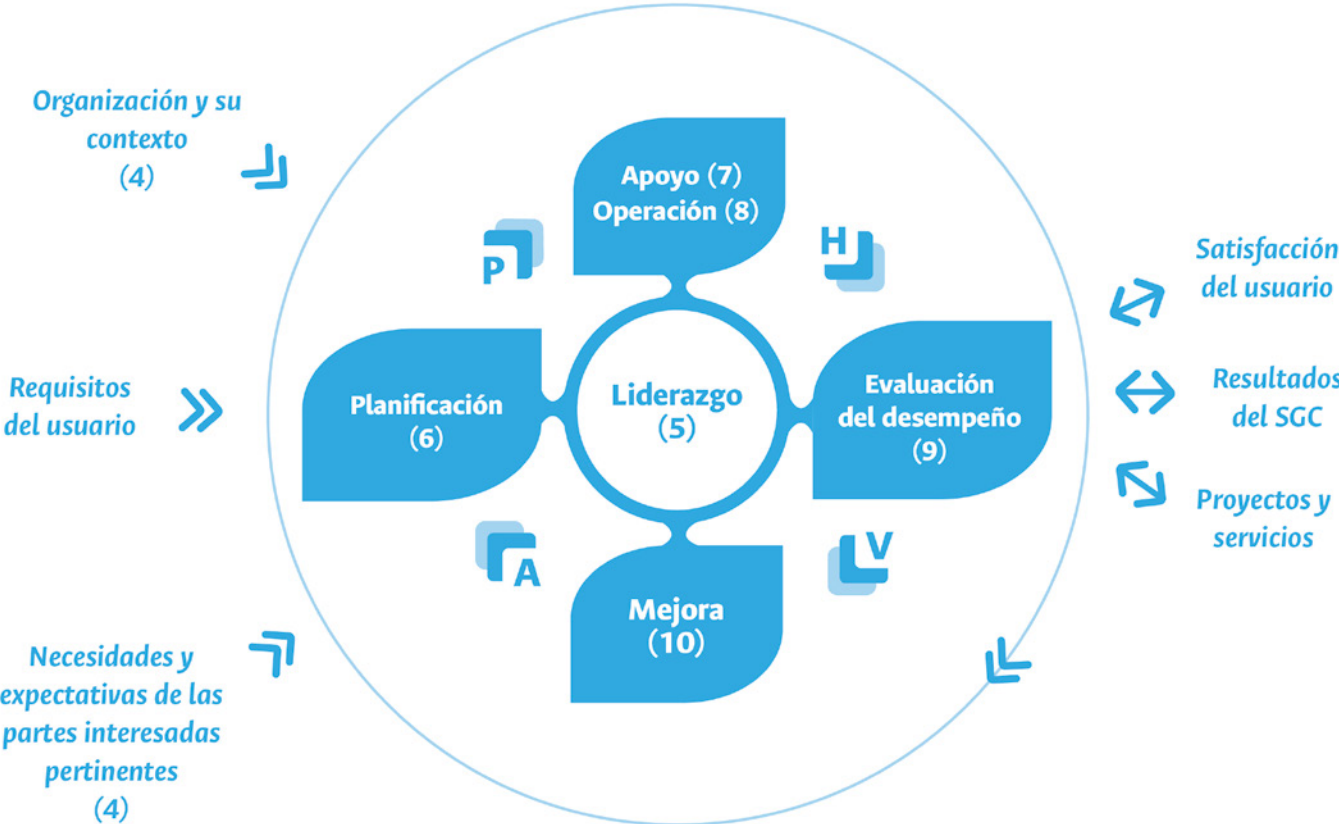 Organización y su
contexto
(4)
Requisitos
del usuario
Necesidades y
expectativas de las
partes interesadas
pertinentes
(4)
Apoyo (7)
Operación (8)
P
H
Planificación
(6)
Liderazgo
(5)
Evaluación
del desempeño
(9)
A
V
Mejora
(10)
Satisfacción
del usuario
Resultados
del SGC
Proyectos y
servicios